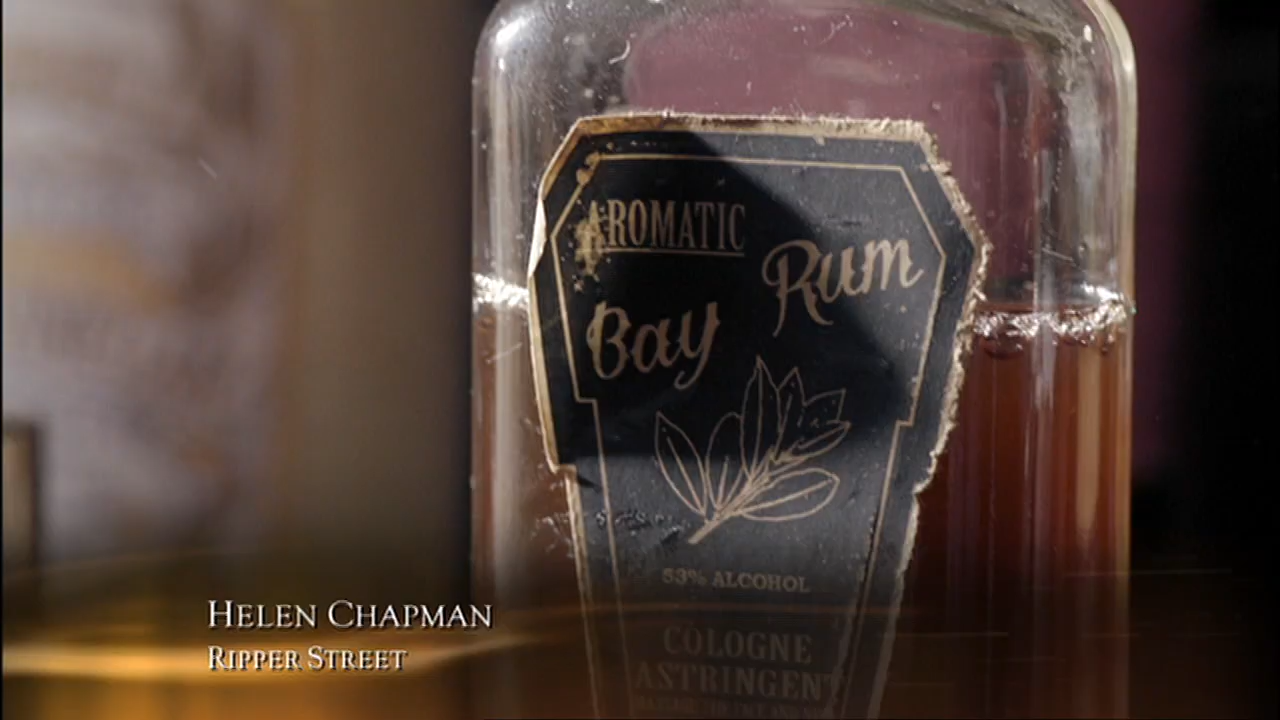 AROMATIC
Bay Rum
53% ALCOHOL
COLOGNE
ASTRINGENT
HELEN CHAPMAN
RIPPER STREET